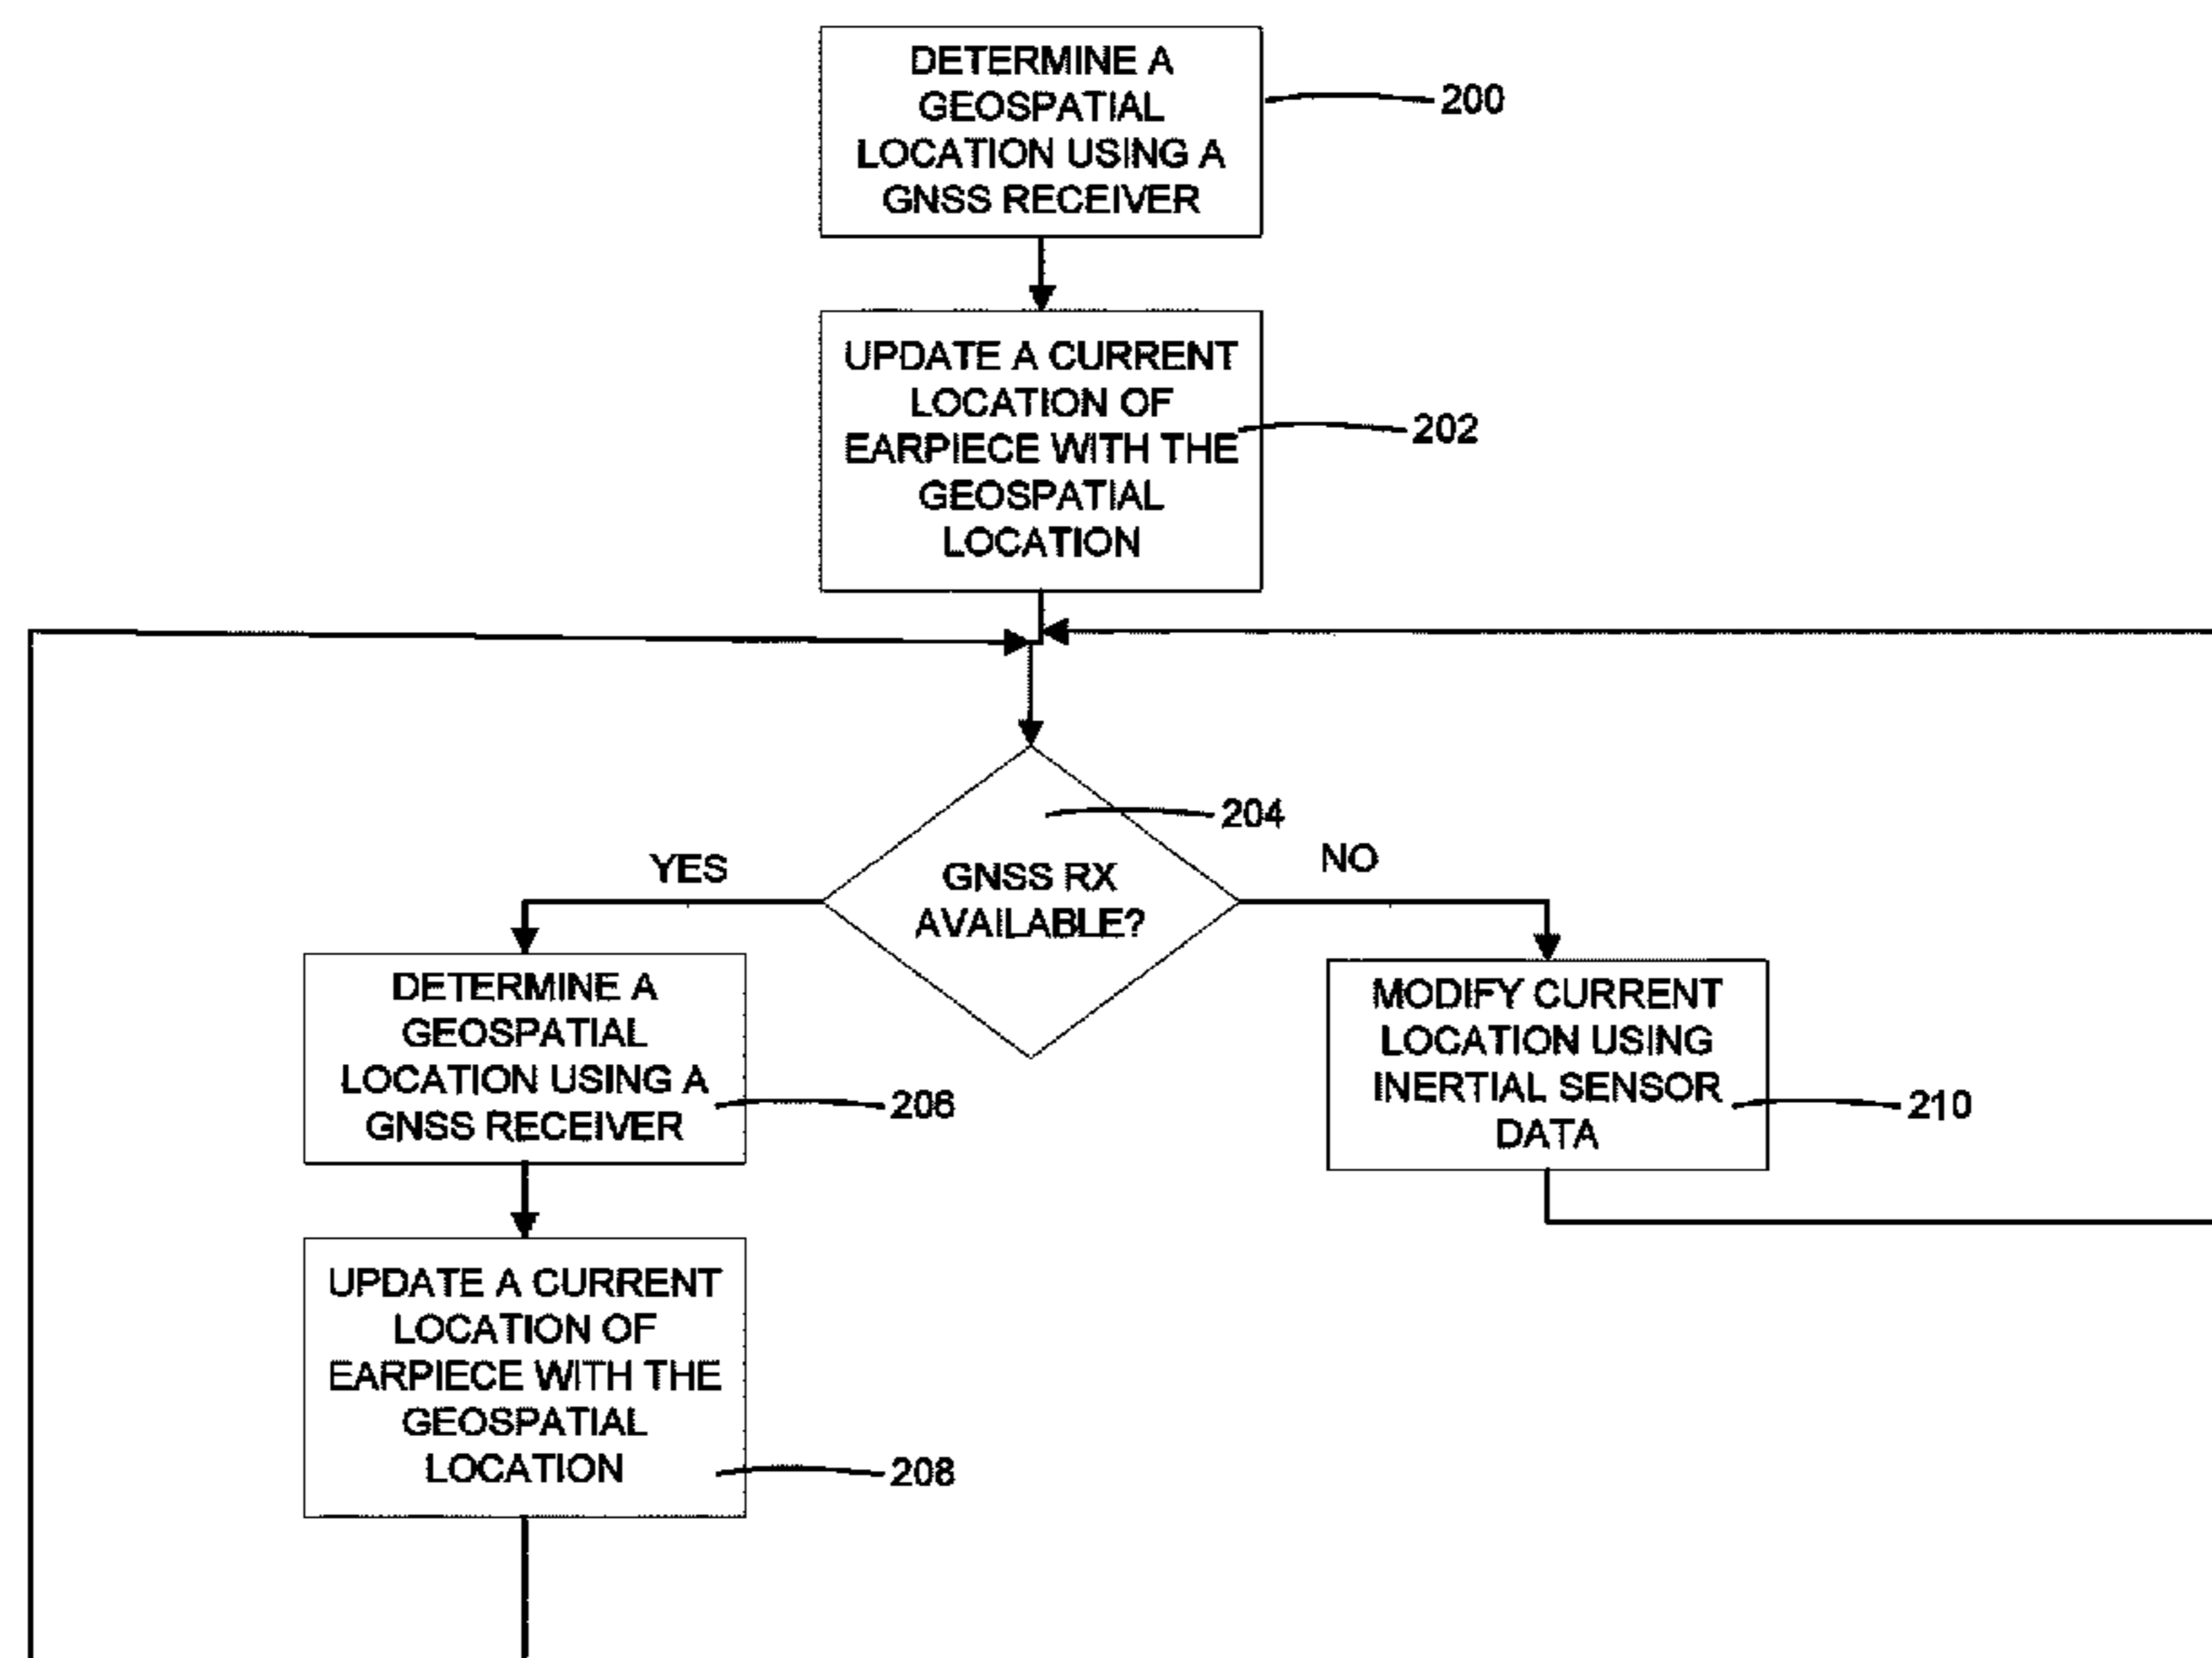 DETERMINE A
GEOSPATIAL
LOCATION USING A
GNSS RECEIVER
200
UPDATE A CURRENT
LOCATION OF
EARPIECE WITH THE
GEOSPATIAL
LOCATION
202
204
GNSS RX
AVAILABLE?
YES
NO
DETERMINE A
GEOSPATIAL
LOCATION USING A
GNSS RECEIVER
206
MODIFY CURRENT
LOCATION USING
INERTIAL SENSOR
DATA
210
UPDATE A CURRENT
LOCATION OF
EARPIECE WITH THE
GEOSPATIAL
LOCATION
208